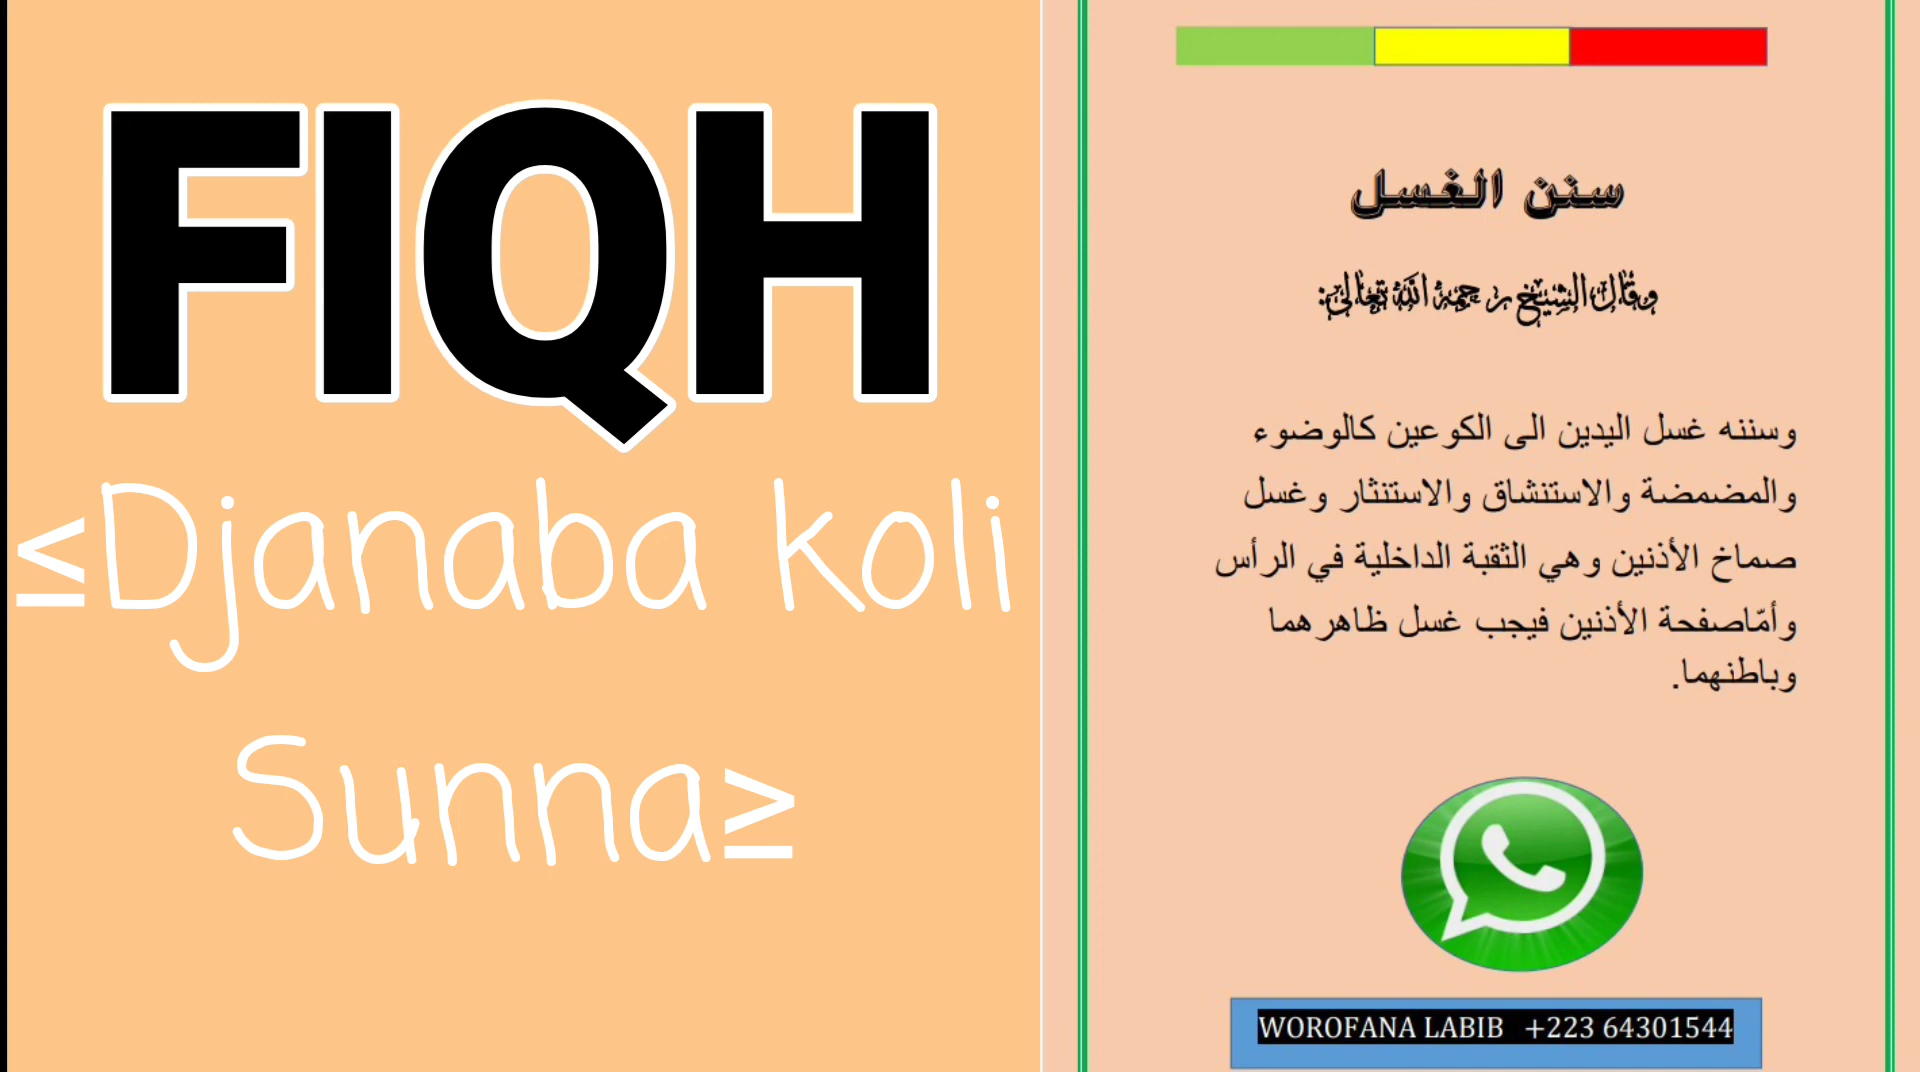 FIQH
≤Djanaba koli
Sunna≥
سنن الغسل
وقال الشيخ رحمه الله تعالى:
وسننه غسل اليدين الى الكوعين كالوضوء
والمضمضة والاستنشاق والاستنثار وغسل
صماخ الأذنين وهي الثقبة الداخلية في الرأس
وأمّاصفحة الأذنين فيجب غسل ظاهرهما
وباطنهما.
WOROFANA LABIB +223 64301544